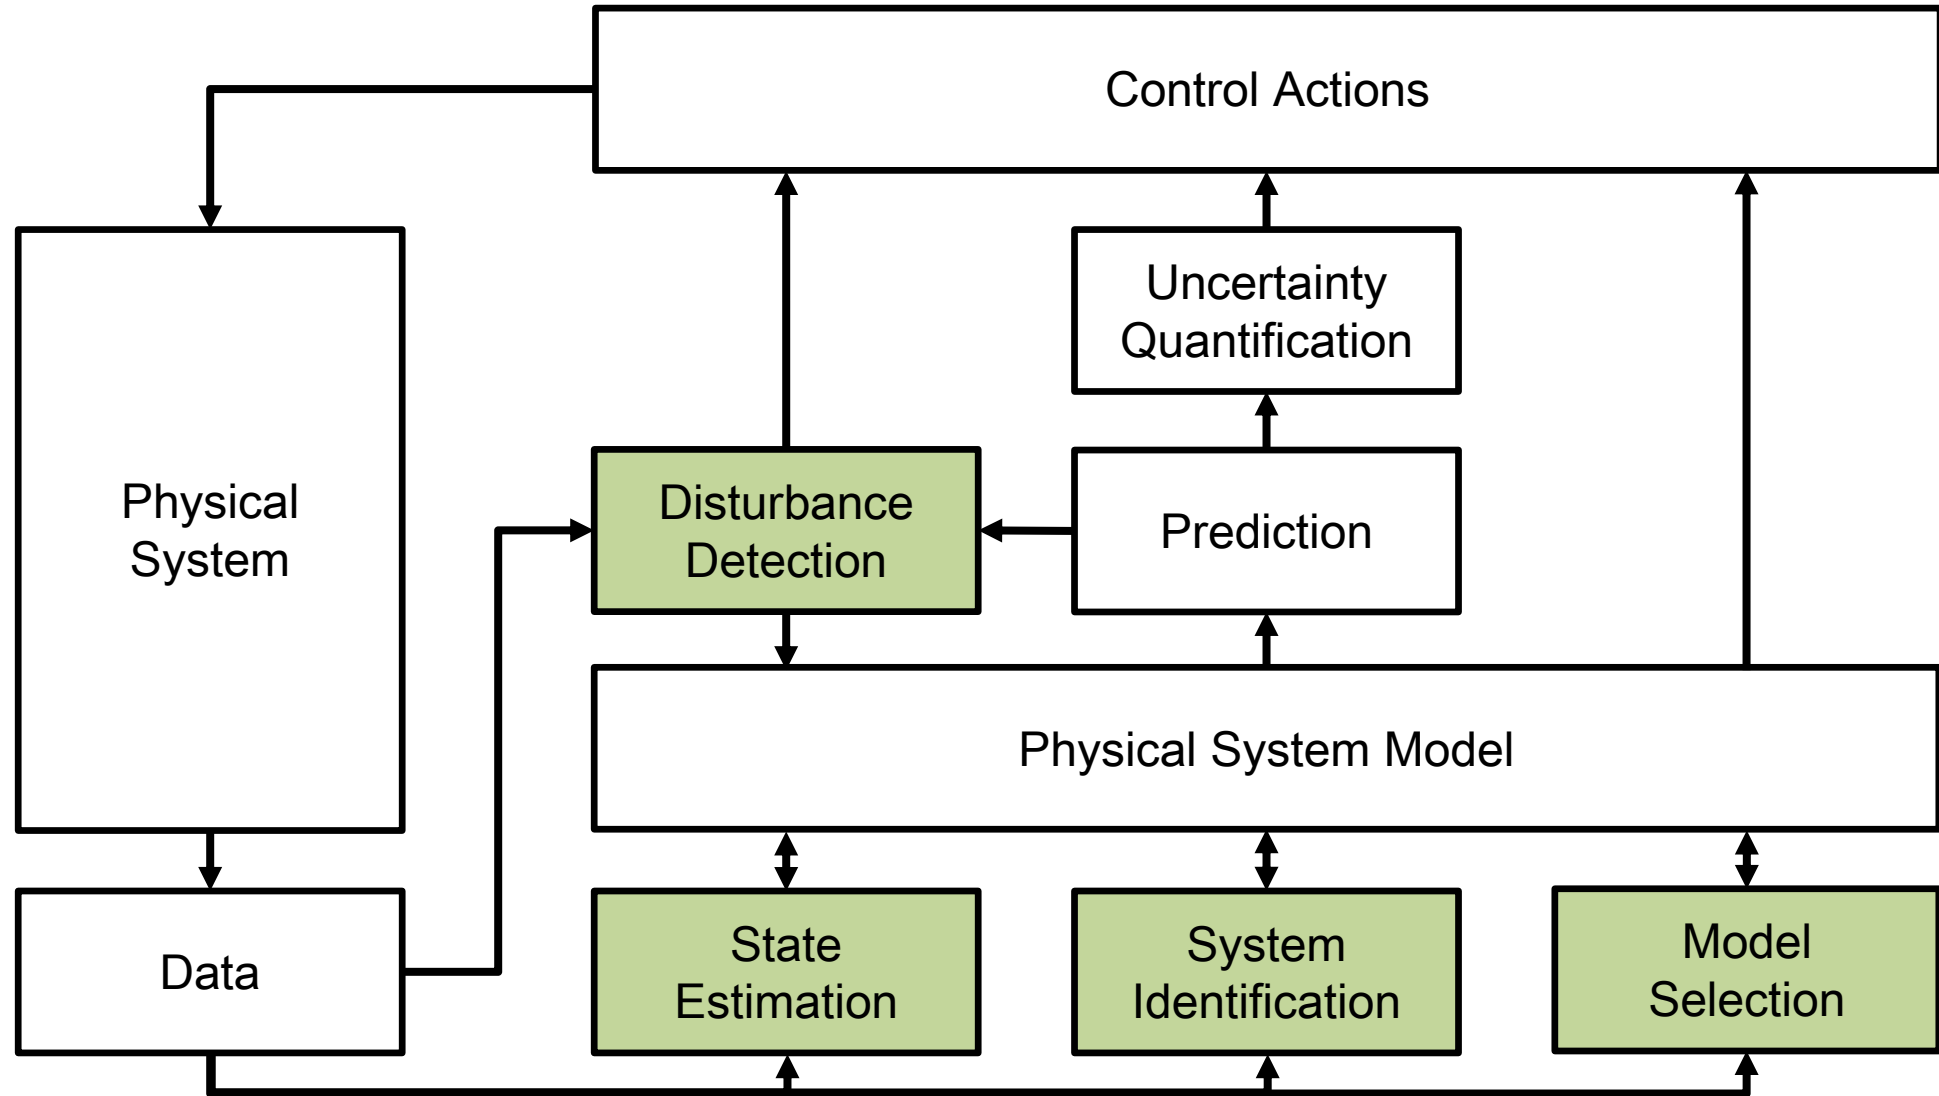 Control Actions
Uncertainty
Quantification
Physical
System
Disturbance
Detection
Prediction
Physical System Model
Data
State
Estimation
System
Identification
Model
Selection